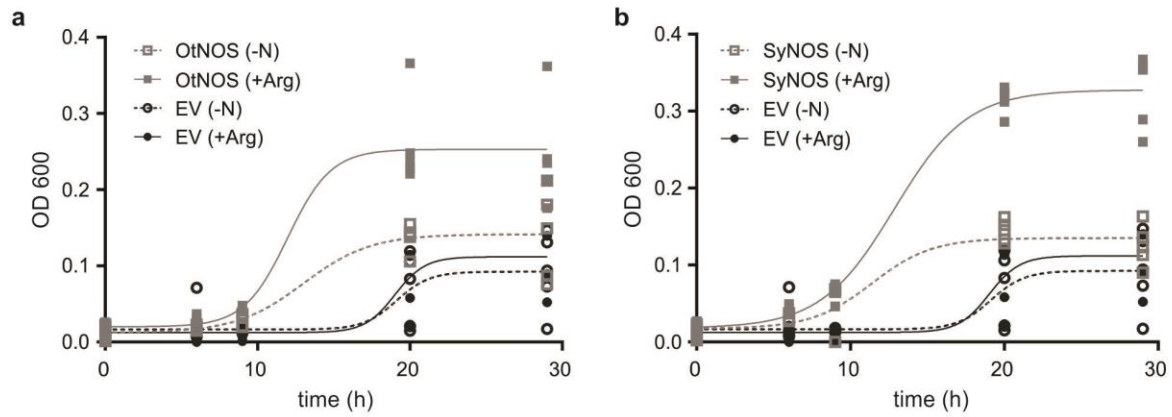 a
0.4
0.3
0.2
0.1
0.0
OD 600
OtNOS (-N)
OtNOS (+Arg)
EV (-N)
EV (+Arg)
0
10
20
30
time (h)
b
0.4
0.3
0.2
0.1
0.0
OD 600
SyNOS (-N)
SyNOS (+Arg)
EV (-N)
EV (+Arg)
0
10
20
30
time (h)